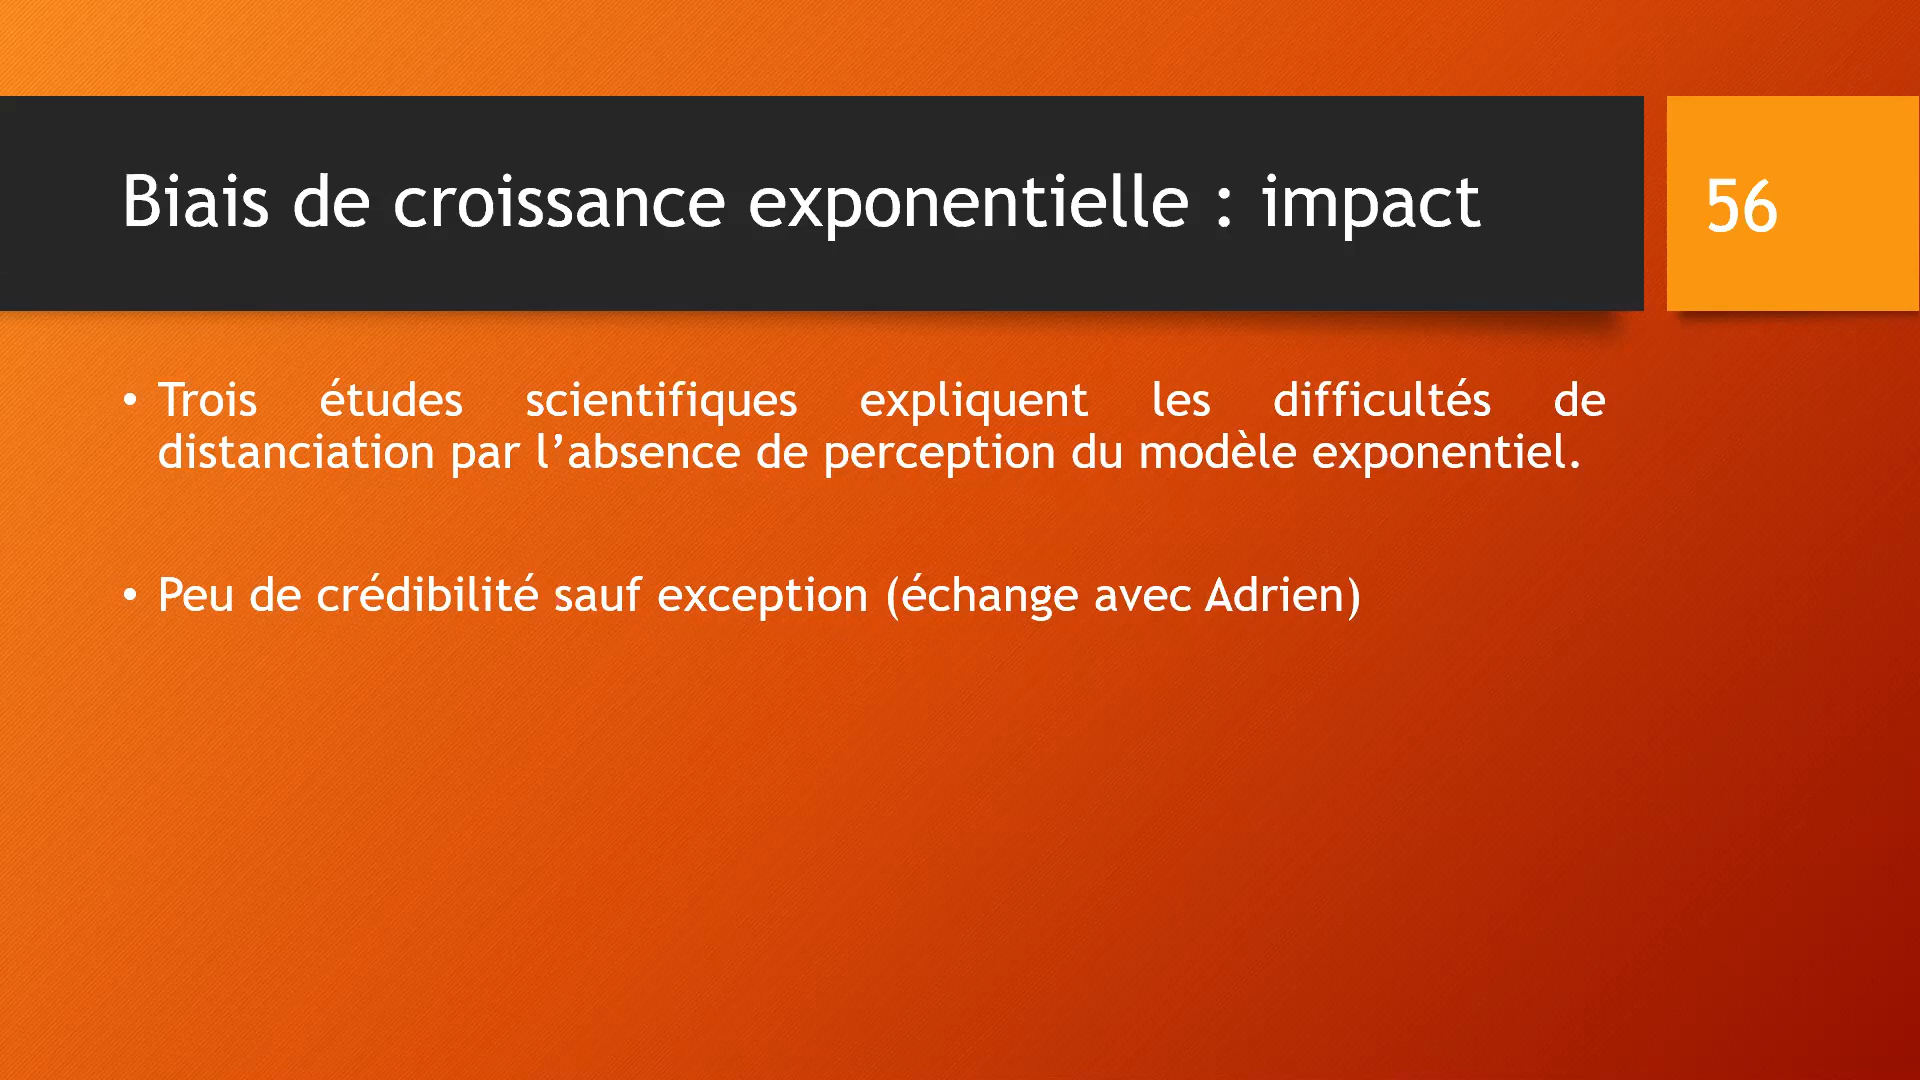 Biais de croissance exponentielle : impact
56
• Trois études scientifiques expliquent les difficultés de
distanciation par l’absence de perception du modèle exponentiel.
• Peu de crédibilité sauf exception (échange avec Adrien)